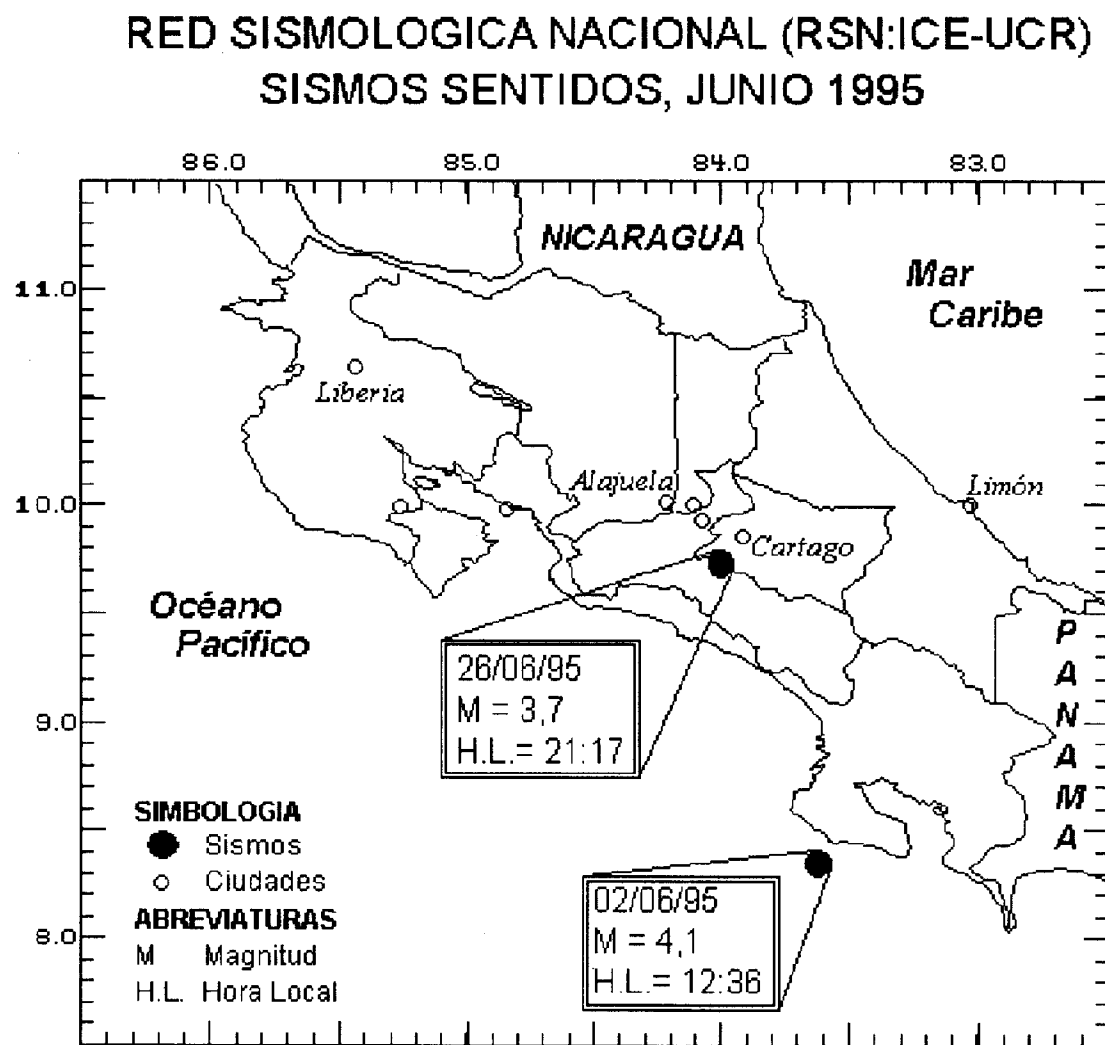 RED SISMOLOGICA NACIONAL (RSN:ICE-UCR)
SISMOS SENTIDOS, JUNIO 1995
86.0 85.0 84.0 83.0
NICARAGUA
Mar
Caribe
11.0
Liberia
Alajuela
Limón
10.0
Cartago
Océano
Pacífico
PANAMA
26/06/95
M = 3,7
H.L.= 21:17
9.0
SIMBOLOGIA
Sismos
Ciudades
ABREVIATURAS
M Magnitud
H.L. Hora Local
8.0
02/06/95
M = 4,1
H.L.= 12:36